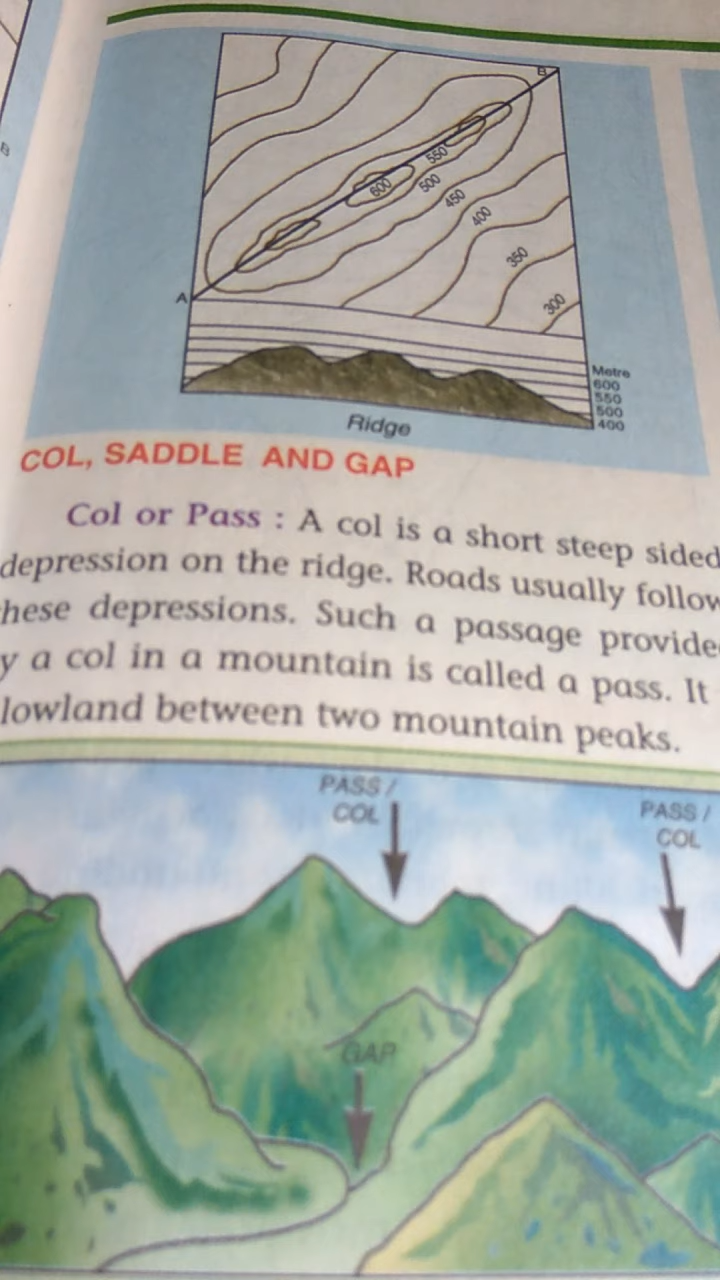 B
B
550
600
500
450
400
350
300
A
Metre
600
550
500
400
Ridge
COL, SADDLE AND GAP
Col or Pass : A col is a short steep sided
depression on the ridge. Roads usually follow
hese depressions. Such a passage provide
y a col in a mountain is called a pass. It
lowland between two mountain peaks.
PASS /
COL
PASS /
COL
GAP